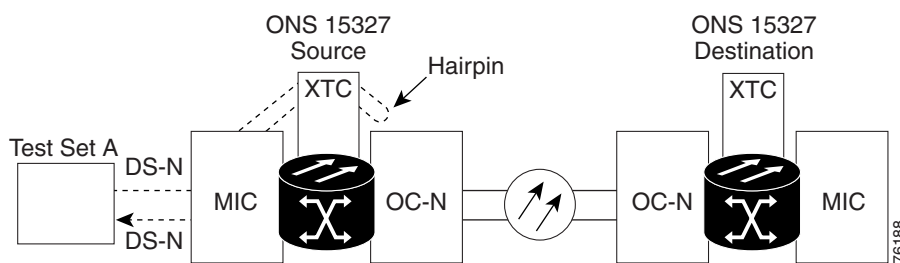 ONS 15327
Source
ONS 15327
Destination
Hairpin
XTC
XTC
Test Set A
DS-N
MIC
OC-N
OC-N
MIC
DS-N
76188